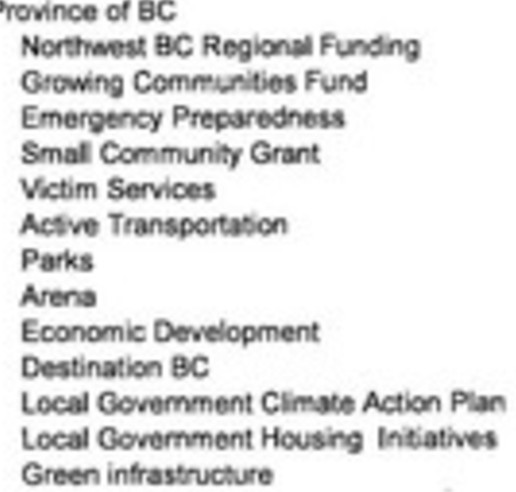 Province of BC
Northwest BC Regional Funding
Growing Communities Fund
Emergency Preparedness
Small Community Grant
Victim Services
Active Transportation
Parks
Arena
Economic Development
Destination BC
Local Government Climate Action Plan
Local Government Housing Initiatives
Green infrastructure